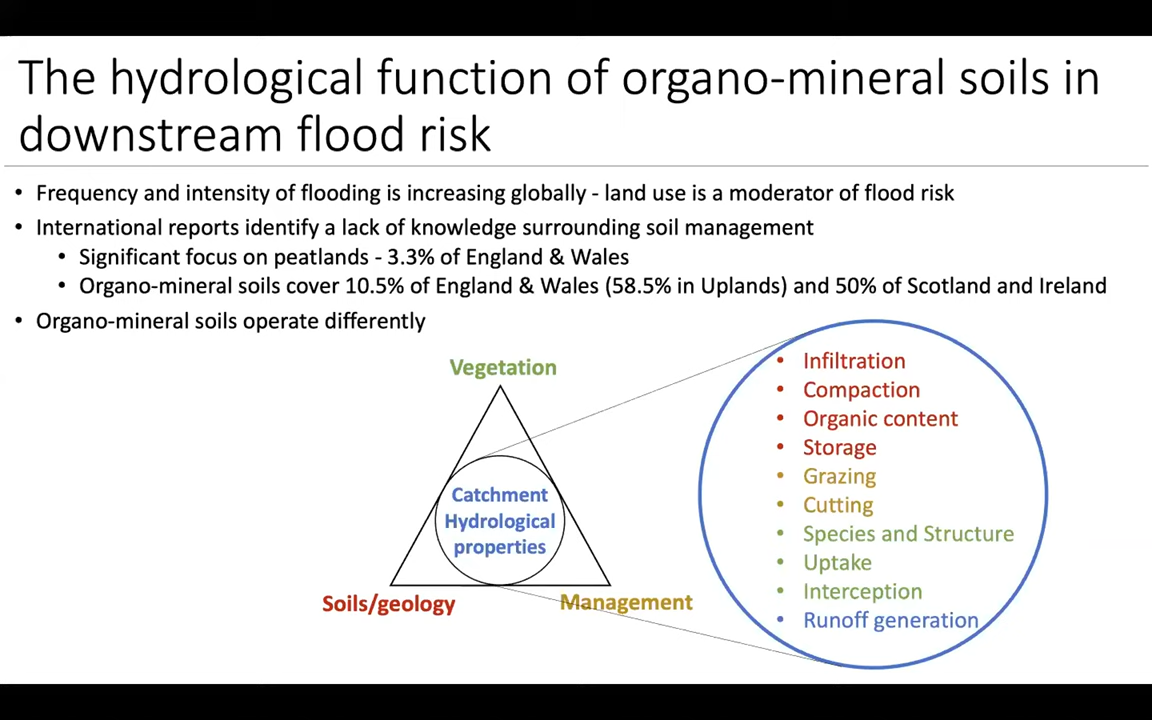 The hydrological function of organo-mineral soils in
downstream flood risk
• Frequency and intensity of flooding is increasing globally - land use is a moderator of flood risk
• International reports identify a lack of knowledge surrounding soil management
• Significant focus on peatlands - 3.3% of England & Wales
• Organo-mineral soils cover 10.5% of England & Wales (58.5% in Uplands) and 50% of Scotland and Ireland
• Organo-mineral soils operate differently
Vegetation
Catchment
Hydrological
properties
Soils/geology
Management
• Infiltration
• Compaction
• Organic content
• Storage
• Grazing
• Cutting
• Species and Structure
• Uptake
• Interception
• Runoff generation